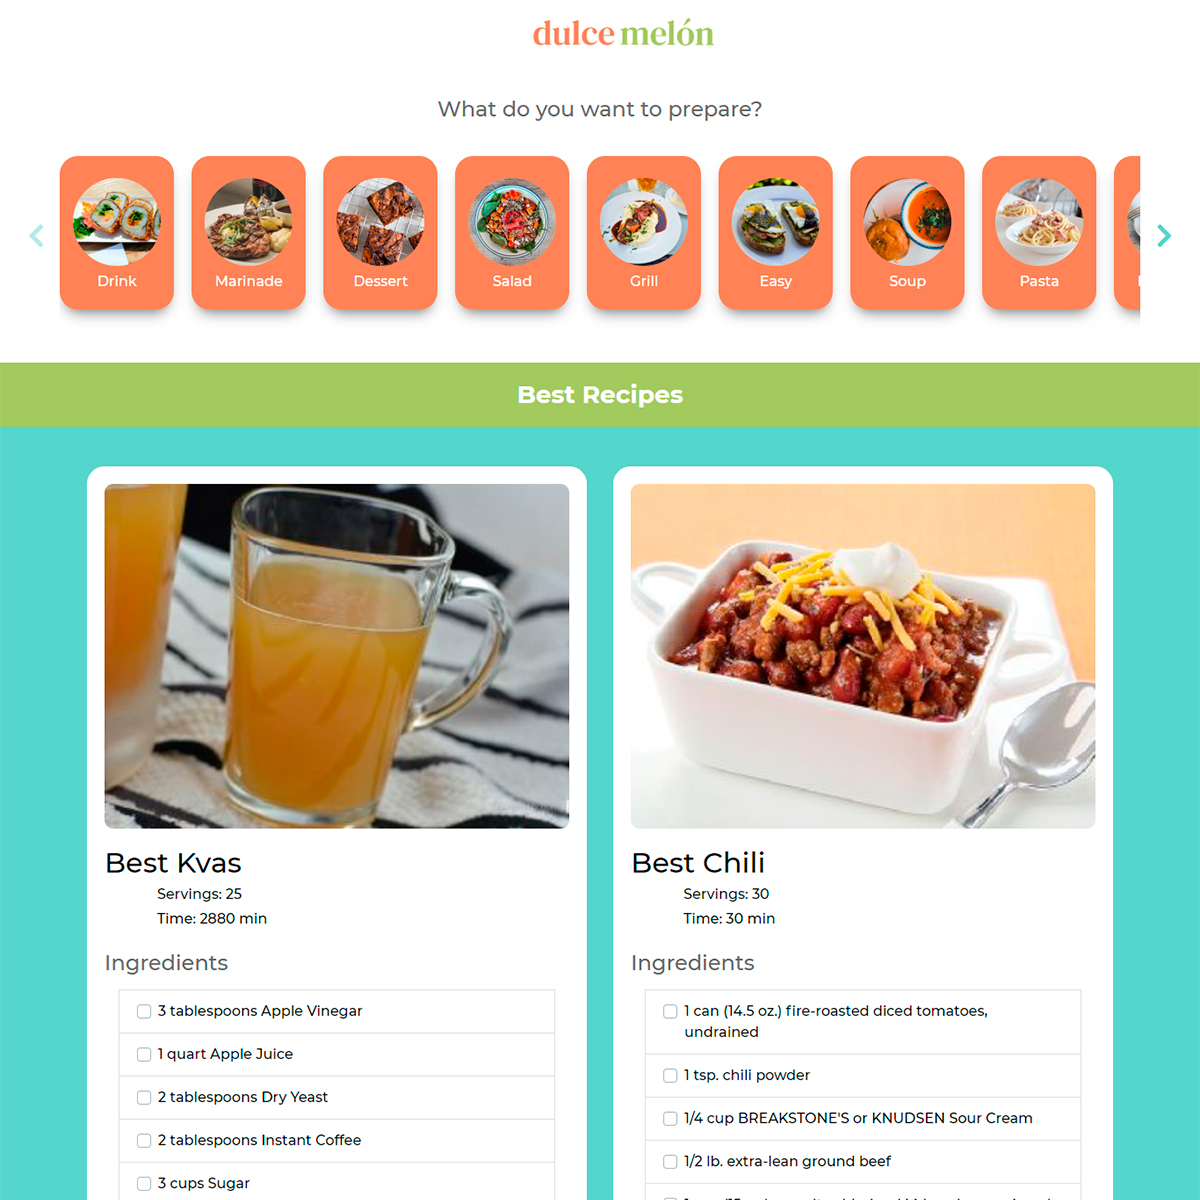 dulce melón
What do you want to prepare?
Drink
Marinade
Dessert
Salad
Grill
Easy
Soup
Pasta
Best Recipes
Best Kvas
Servings: 25
Time: 2880 min
Ingredients
3 tablespoons Apple Vinegar
1 quart Apple Juice
2 tablespoons Dry Yeast
2 tablespoons Instant Coffee
3 cups Sugar
Best Chili
Servings: 30
Time: 30 min
Ingredients
1 can (14.5 oz.) fire-roasted diced tomatoes,
undrained
1 tsp. chili powder
1/4 cup BREAKSTONE'S or KNUDSEN Sour Cream
1/2 lb. extra-lean ground beef